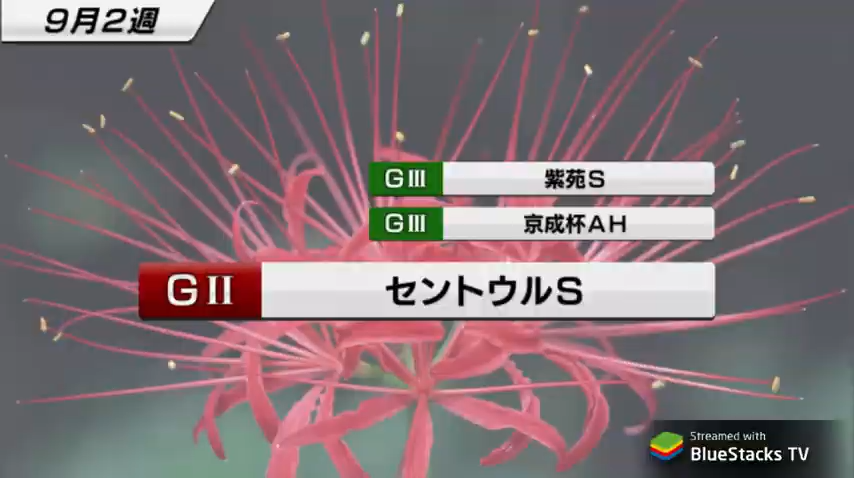 9月2週
GⅢ 紫苑S
GⅢ 京成杯AH
GⅡ セントウルS
Streamed with
BlueStacks TV